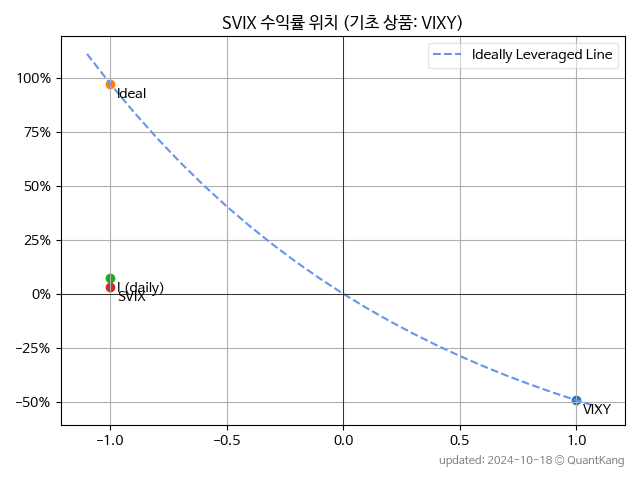 SVIX 수익률 위치 (기초 상품: VIXY)
Ideally Leveraged Line
100%
75%
50%
25%
0%
−25%
−50%
Ideal
I (daily)
SVIX
VIXY
−1.0
−0.5
0.0
0.5
1.0
updated: 2024-10-18 © QuantKang